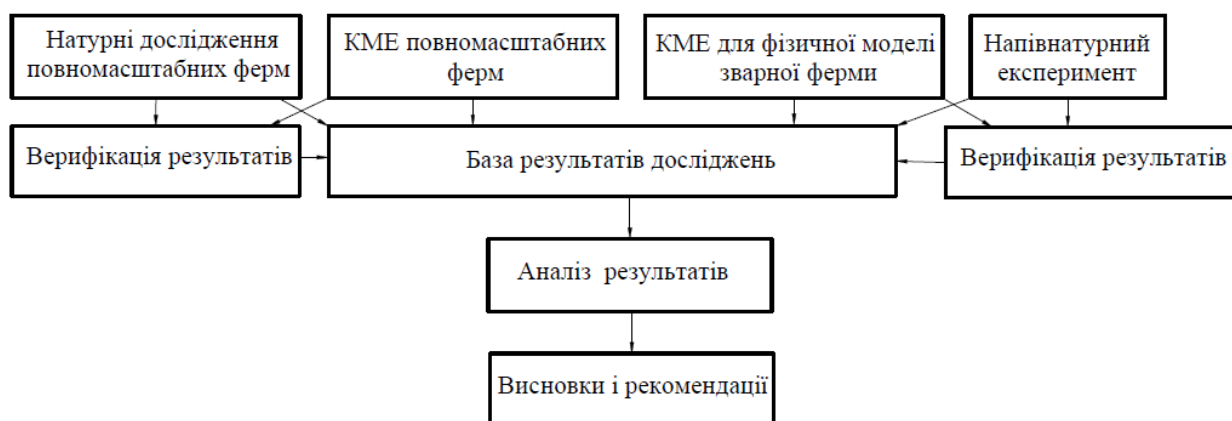 Натурні дослідження
повномасштабних ферм
КМЕ повномасштабних
ферм
КМЕ для фізичної моделі
зварної ферми
Напівнатурний
експеримент
Верифікація результатів
База результатів досліджень
Верифікація результатів
Аналіз результатів
Висновки і рекомендації